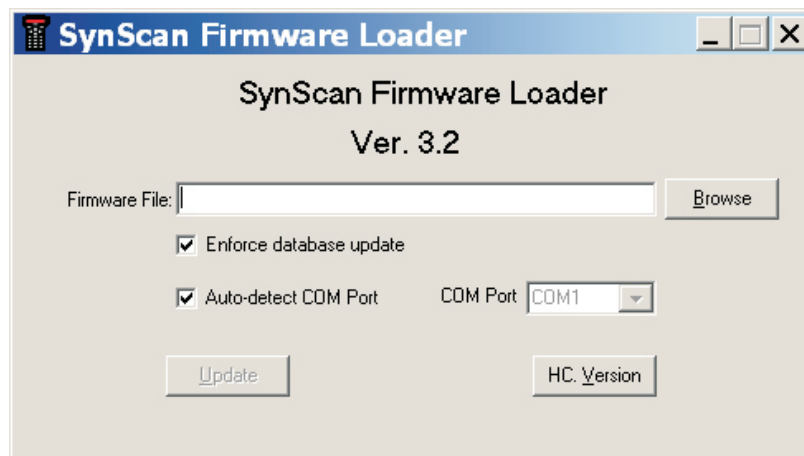 SynScan Firmware Loader
SynScan Firmware Loader
Ver. 3.2
Firmware File: Browse
Enforce database update
Auto-detect COM Port COM Port COM1
Update HC. Version